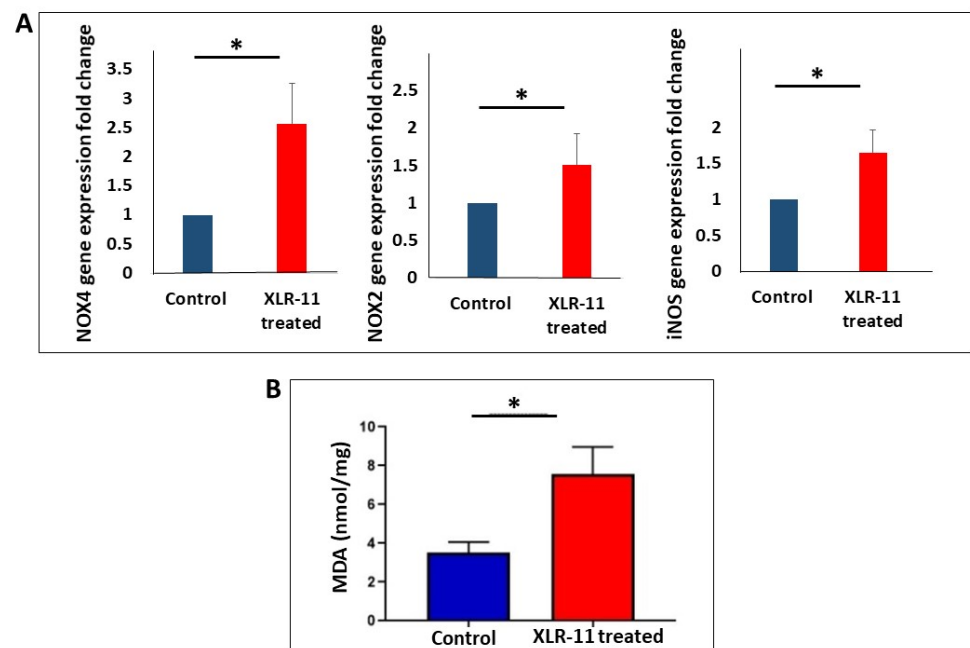 A
NOX4 gene expression fold change
3.5
3
2.5
2
1.5
1
0.5
0
*
Control
XLR-11
treated
NOX2 gene expression fold change
2.5
2
1.5
1
0.5
0
*
Control
XLR-11
treated
iNOS gene expression fold change
2
1.5
1
0.5
0
*
Control
XLR-11
treated
B
MDA (nmol/mg)
10
8
6
4
2
0
*
Control
XLR-11 treated